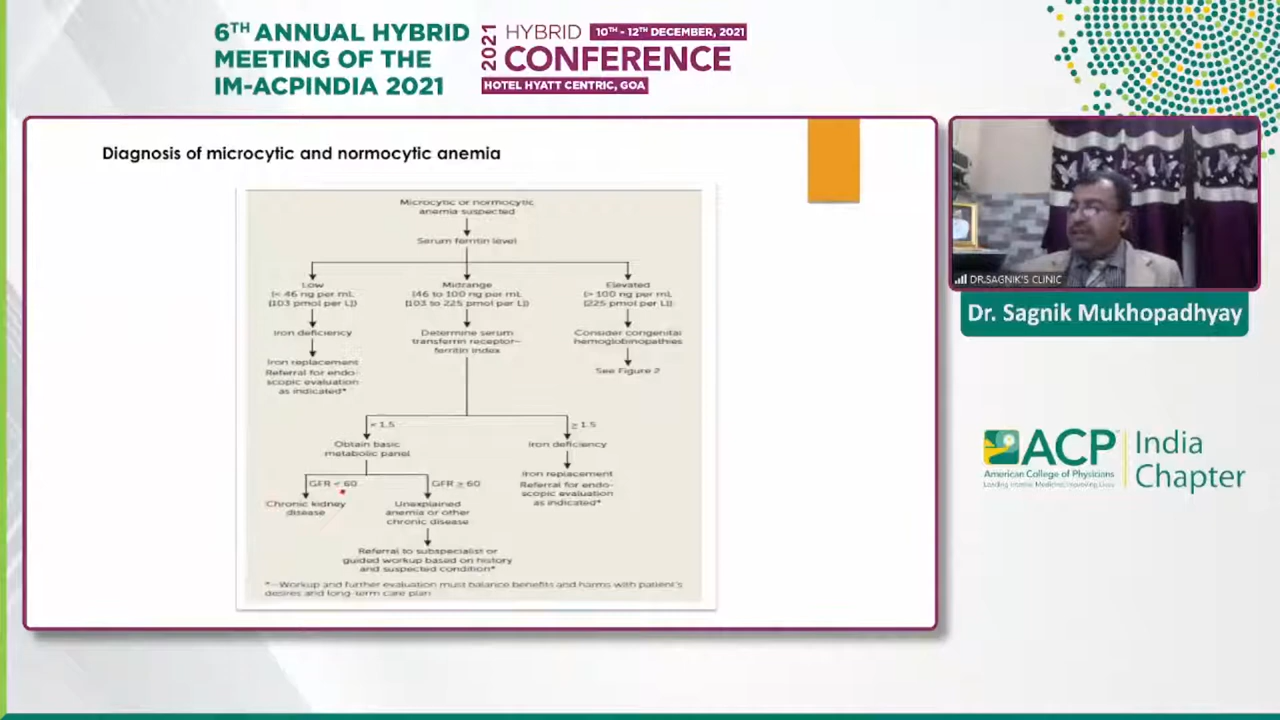 6TH ANNUAL HYBRID
MEETING OF THE
IM-ACPINDIA 2021
2021
HYBRID
10TH - 12TH DECEMBER, 2021
CONFERENCE
HOTEL HYATT CENTRIC, GOA
Diagnosis of microcytic and normocytic anemia
Microcytic or normocytic
anemia suspected
Serum ferritin level
Low
(< 46 ng per mL
[103 pmol per L])
Midrange
(46 to 100 ng per mL
[103 to 225 pmol per L])
Elevated
(> 100 ng per mL
[225 pmol per L])
Iron deficiency
Iron replacement
Referral for endo-
scopic evaluation
as indicated*
Determine serum
transferrin receptor–
ferritin index
Consider congenital
hemoglobinopathies
See Figure 2
< 1.5
≥ 1.5
Obtain basic
metabolic panel
Iron deficiency
Iron replacement
Referral for endo-
scopic evaluation
as indicated*
GFR < 60
GFR ≥ 60
Chronic kidney
disease
Unexplained
anemia or other
chronic disease
Referral to subspecialist or
guided workup based on history
and suspected condition*
*—Workup and further evaluation must balance benefits and harms with patient's
desires and long-term care plan
DR.SAGNIK'S CLINIC
Dr. Sagnik Mukhopadhyay
ACP
American College of Physicians
Leading Internal Medicine, Improving Lives
India
Chapter